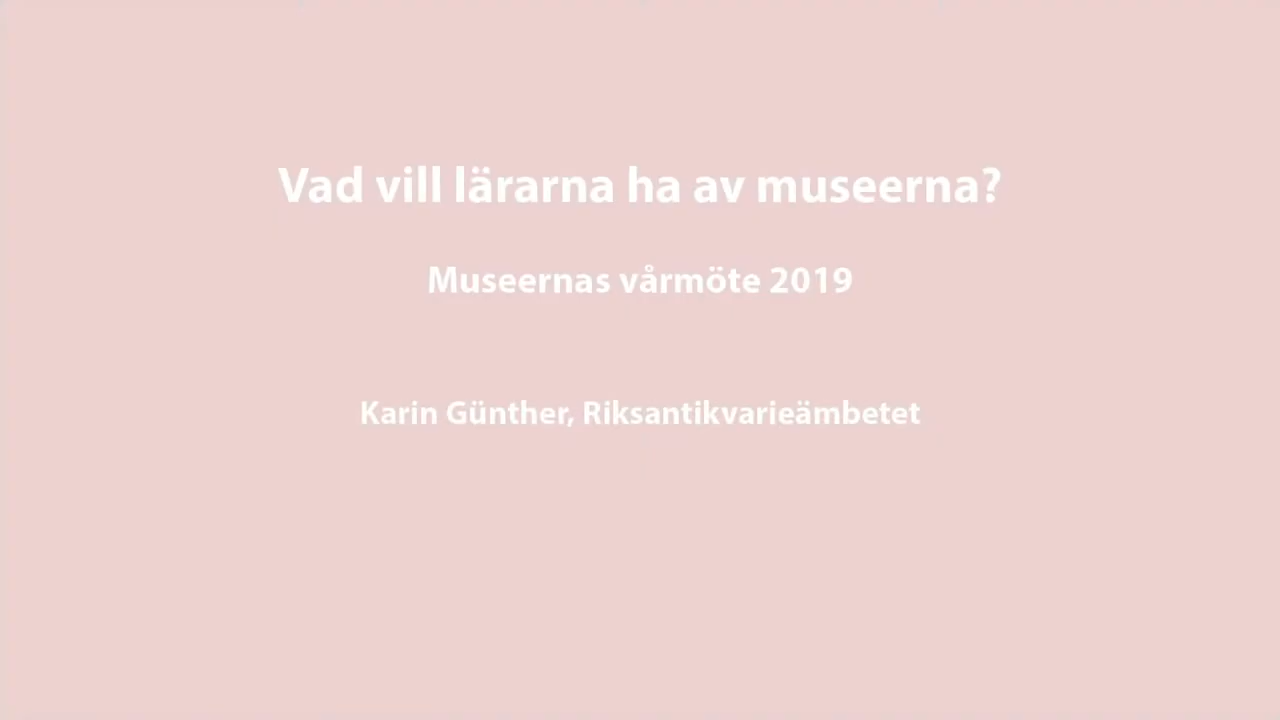 Vad vill lärarna ha av museerna?
Museernas vårmöte 2019
Karin Günther, Riksantikvarieämbetet